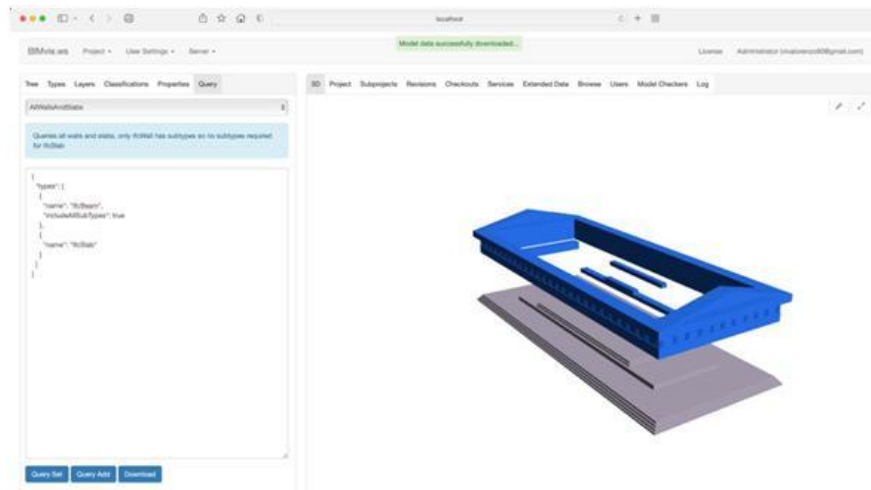 localhost
BIMvie.ws Project User Settings Server
Model data successfully downloaded...
License Administrator
Tree Types Layers Classifications Properties Query
3D Project Subprojects Revisions Checkouts Services Extended Data Browse Users Model Checkers Log
AllWallsAndSlabs
Queries all walls and slabs, only IfcWall has subtypes so no subtypes required
for IfcSlab
{
"types": [
{
"name": "IfcBeam",
"includeAllSubTypes": true
},
{
"name": "IfcSlab"
}
]
}
Query Set Query Add Download